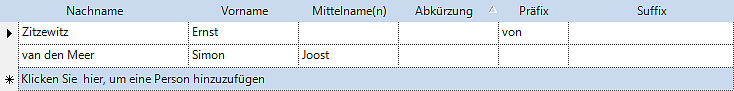 Nachname Vorname Mittelname(n) Abkürzung Präfix Suffix
Zitzewitz Ernst von
van den Meer Simon Joost
Klicken Sie hier, um eine Person hinzuzufügen